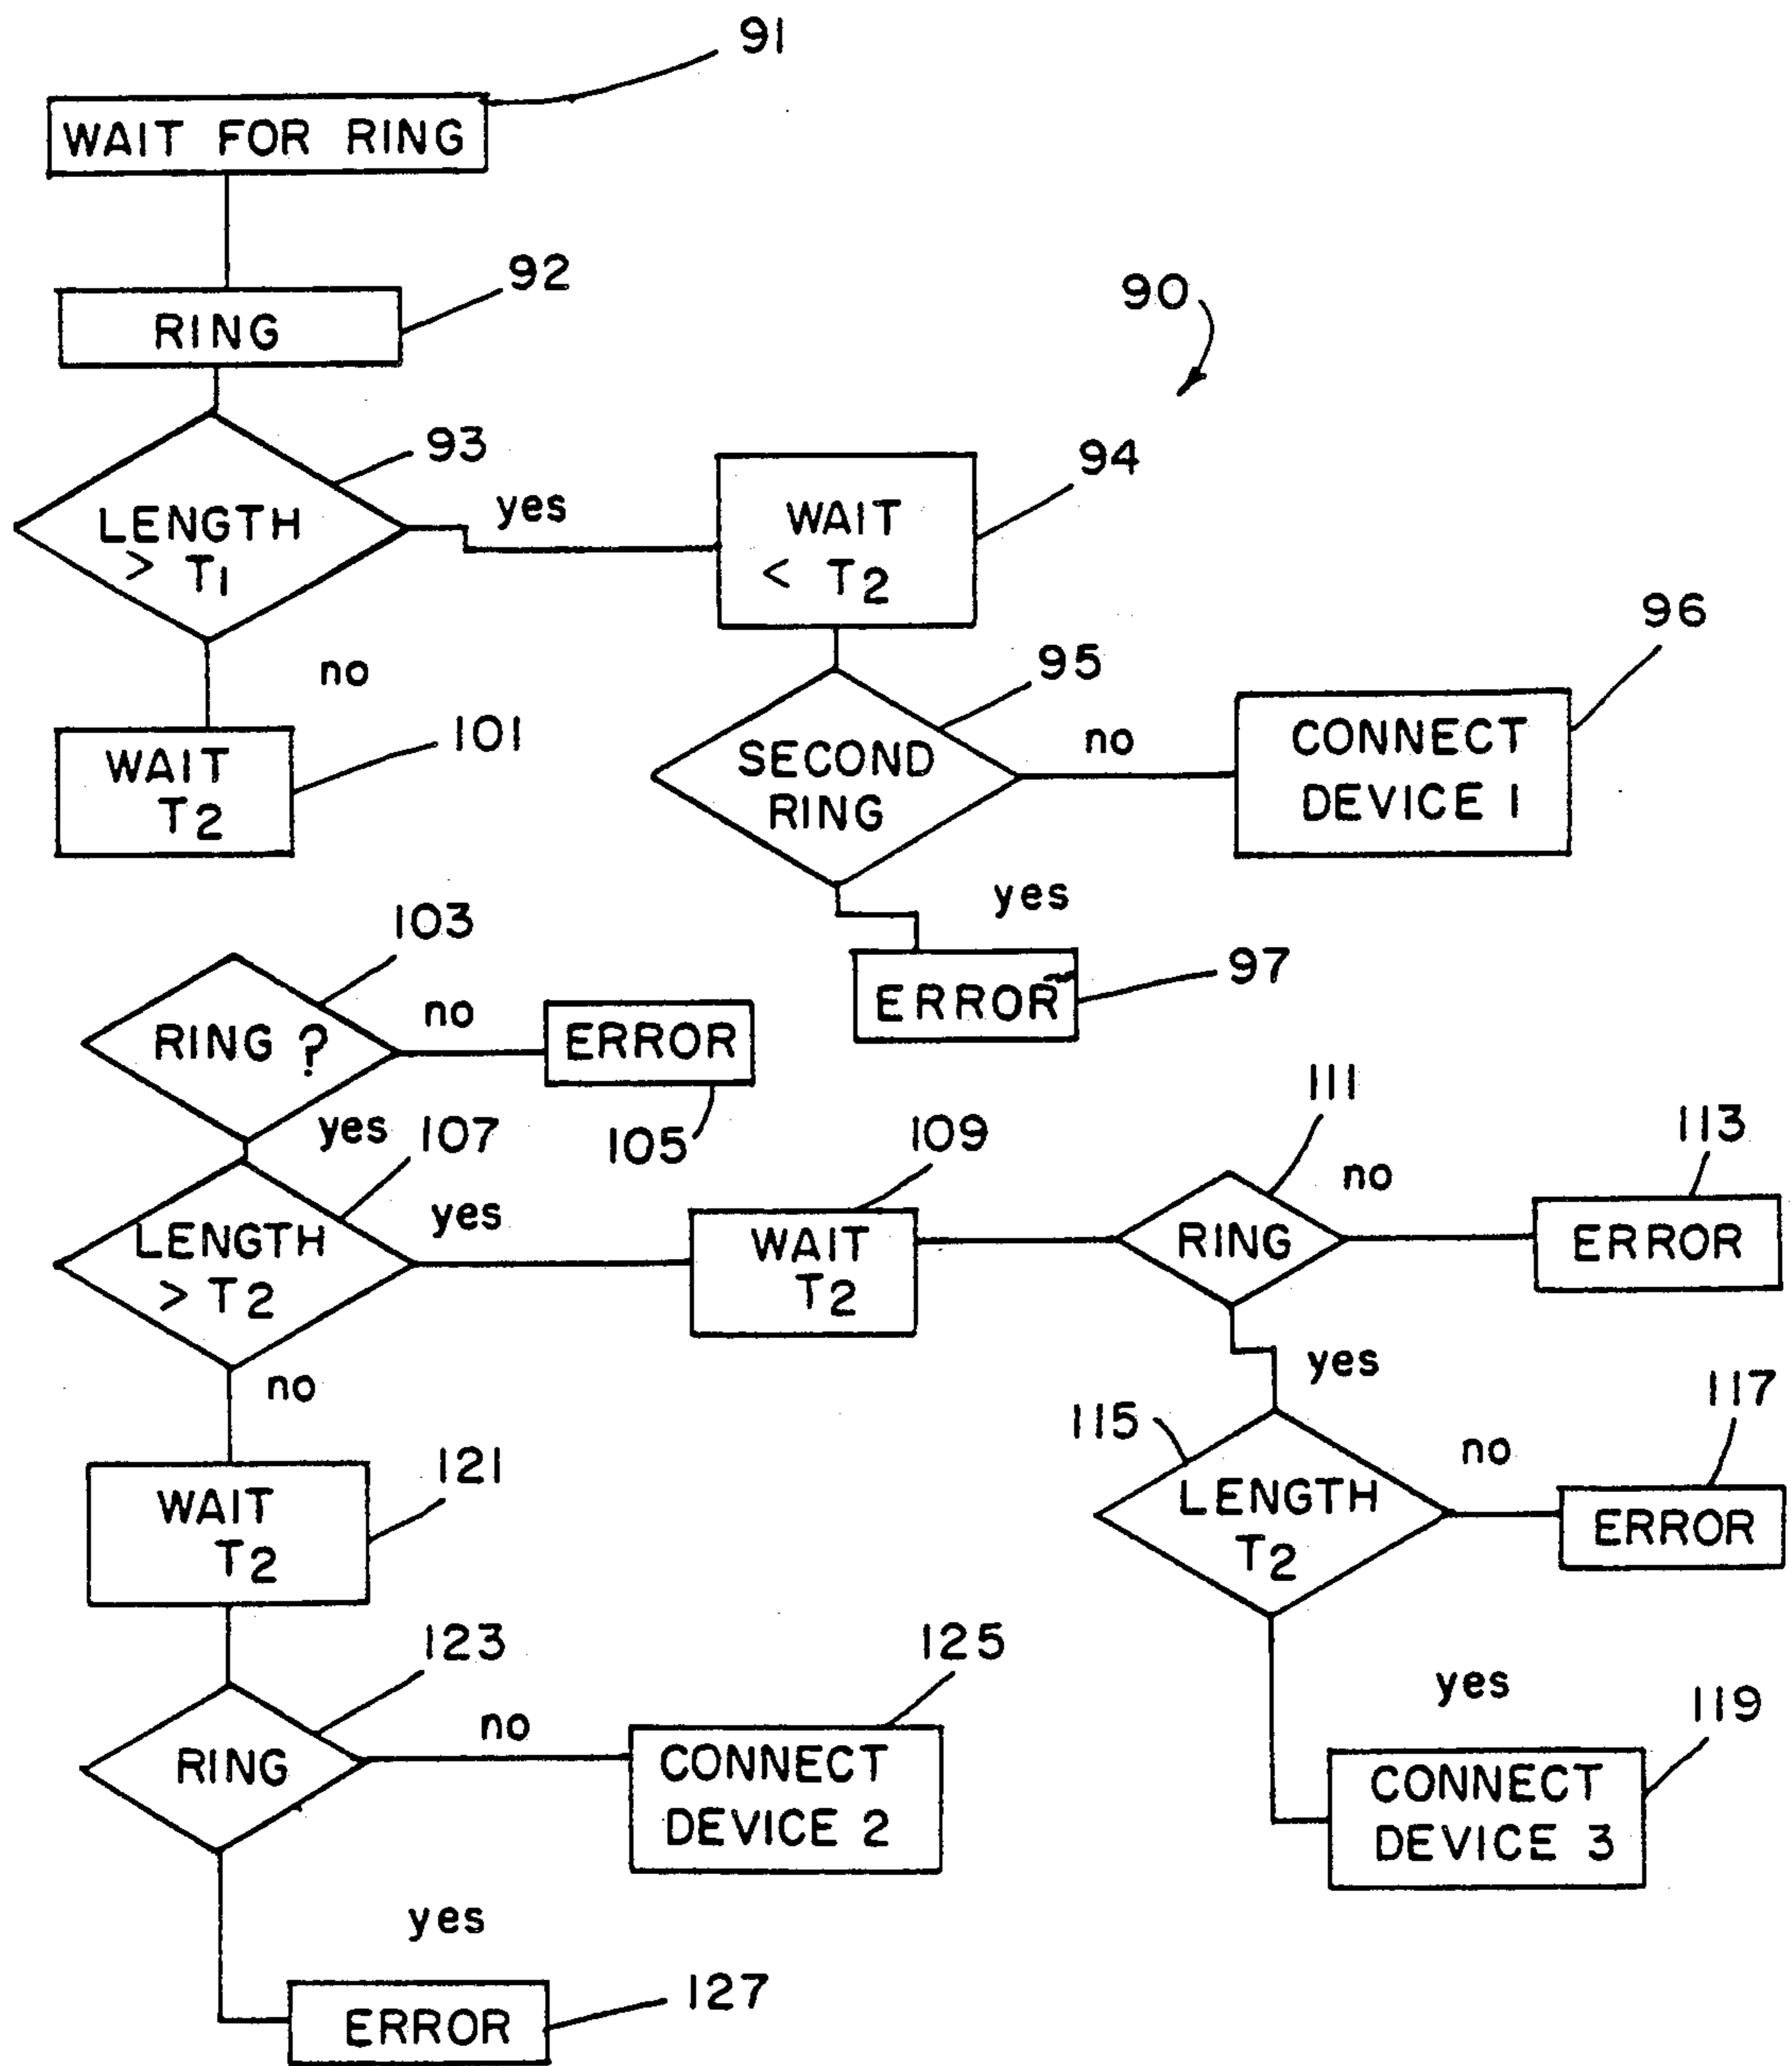 91
WAIT FOR RING
92
RING
90
93
LENGTH
> T1
yes
no
94
WAIT
< T2
95
SECOND
RING
no
96
CONNECT
DEVICE 1
yes
97
ERROR
101
WAIT
T2
103
RING ?
no
ERROR
105
yes
107
LENGTH
> T2
yes
109
WAIT
T2
111
RING
no
113
ERROR
yes
115
LENGTH
T2
no
117
ERROR
yes
119
CONNECT
DEVICE 3
no
121
WAIT
T2
123
RING
no
125
CONNECT
DEVICE 2
yes
127
ERROR